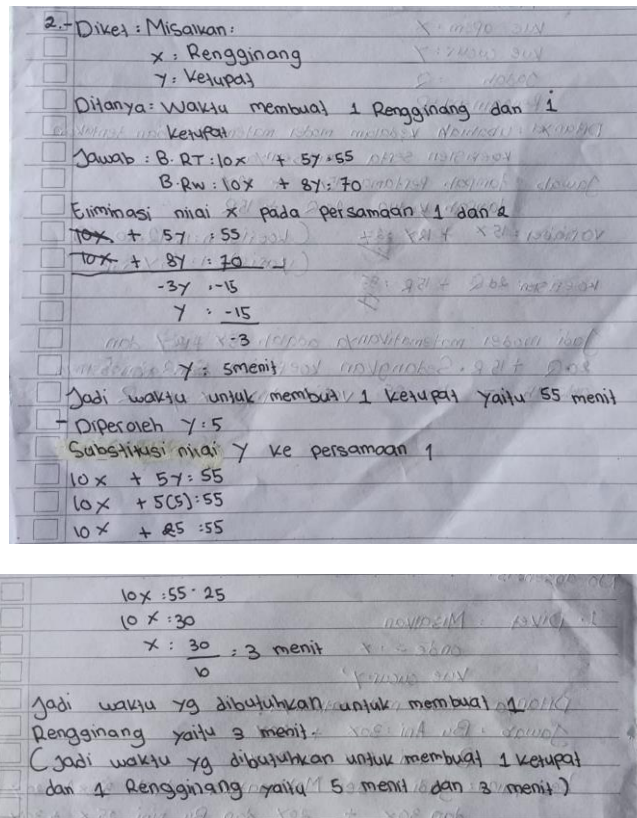 2.- Diket : Misalkan :
x : Rengginang
y : Ketupat
Ditanya : Waktu membuat 1 Rengginang dan 1
ketupat
Jawab : B. RT : 10x + 5y = 55
B. Rw : 10x + 8y = 70
Eliminasi nilai x pada persamaan 1 dan 2
10x + 5y = 55
10x + 8y = 70 -
-3y = -15
y = -15
-3
y = 5menit
Jadi waktu untuk membuat 1 ketupat yaitu 55 menit
- Diperoleh y = 5
Substitusi nilai y ke persamaan 1
10x + 5y = 55
10x + 5(5) = 55
10x + 25 = 55
10x = 55 - 25
10x = 30
x = 30 = 3 menit
10
Jadi waktu yg dibutuhkan untuk membuat 1
Rengginang yaitu 3 menit.
(Jadi waktu yg dibutuhkan untuk membuat 1 ketupat
dan 1 Rengginang yaitu 5 menit dan 3 menit)